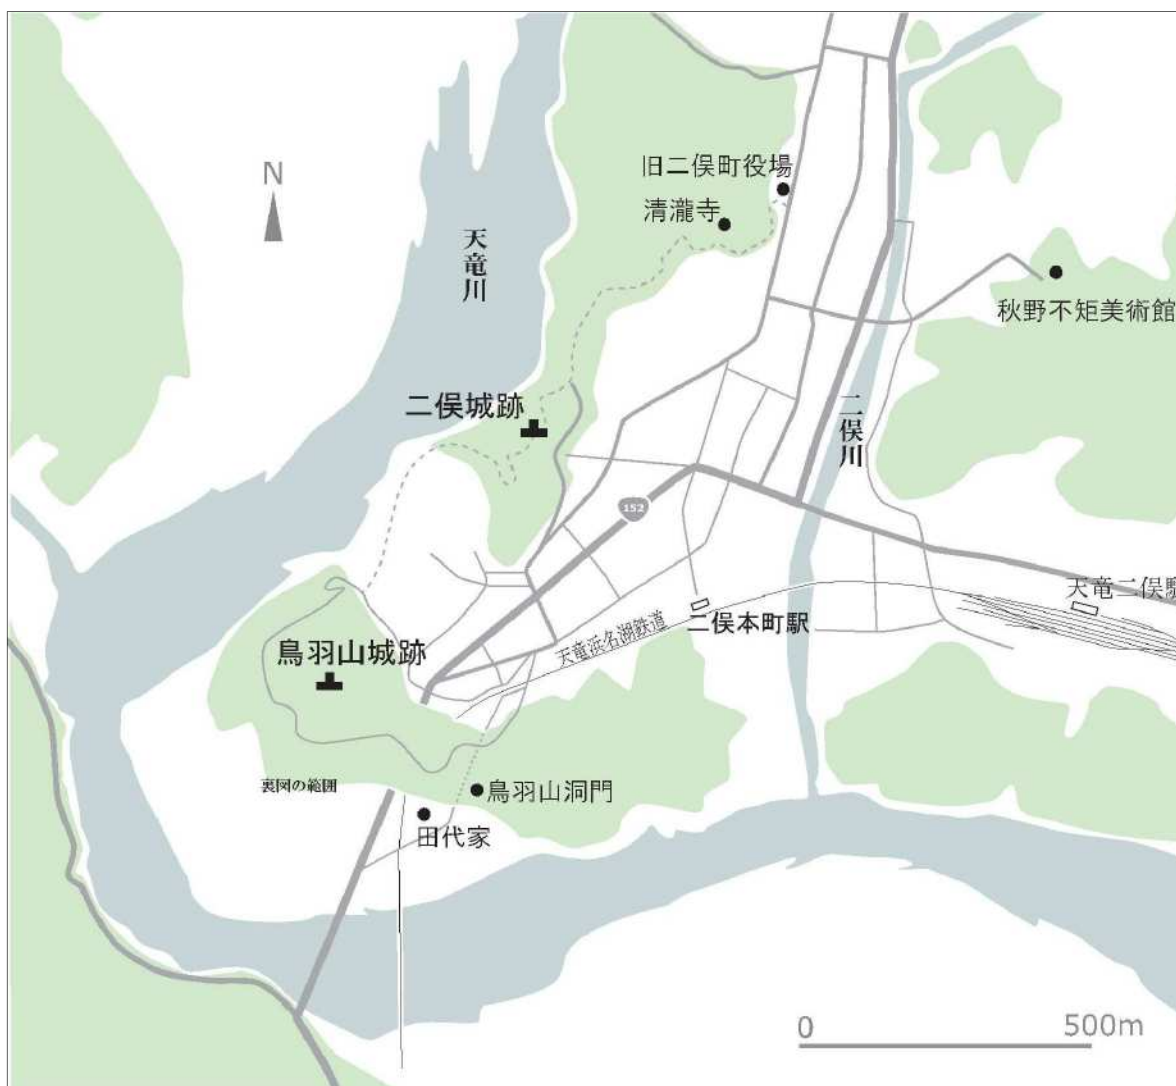 旧二俣町役場
N
清瀧寺
天竜川
秋野不矩美術館
二俣城跡
二俣川
152
天竜二俣駅
二俣本町駅
天竜浜名湖鉄道
鳥羽山城跡
裏図の範囲
鳥羽山洞門
田代家
0
500m